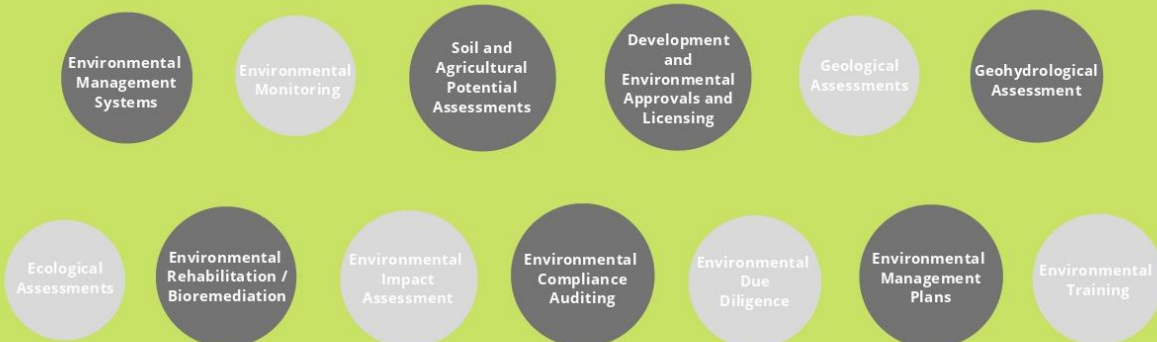 Environmental
Management
Systems
Environmental
Monitoring
Soil and
Agricultural
Potential
Assessments
Development
and
Environmental
Approvals and
Licensing
Geological
Assessments
Geohydrological
Assessment
Ecological
Assessments
Environmental
Rehabilitation /
Bioremediation
Environmental
Impact
Assessment
Environmental
Compliance
Auditing
Environmental
Due
Diligence
Environmental
Management
Plans
Environmental
Training